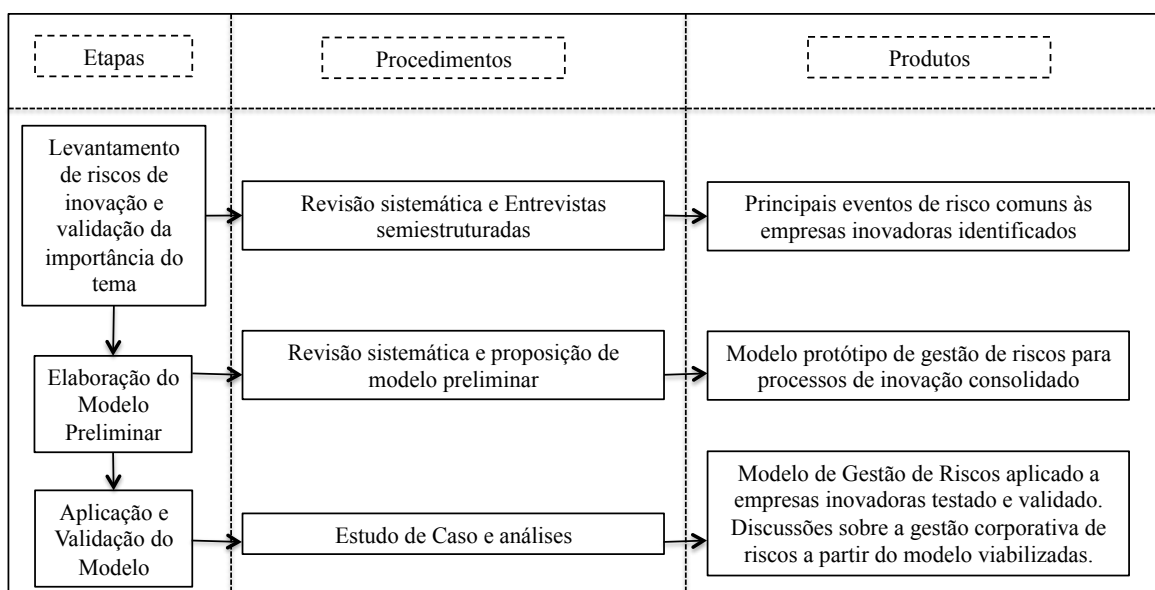 Etapas
Procedimentos
Produtos
Levantamento
de riscos de
inovação e
validação da
importância do
tema
Revisão sistemática e Entrevistas
semiestruturadas
Principais eventos de risco comuns às
empresas inovadoras identificados
Elaboração do
Modelo
Preliminar
Revisão sistemática e proposição de
modelo preliminar
Modelo protótipo de gestão de riscos para
processos de inovação consolidado
Aplicação e
Validação do
Modelo
Estudo de Caso e análises
Modelo de Gestão de Riscos aplicado a
empresas inovadoras testado e validado.
Discussões sobre a gestão corporativa de
riscos a partir do modelo viabilizadas.